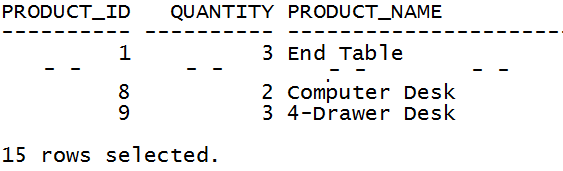 PRODUCT_ID   QUANTITY PRODUCT_NAME
---------- ---------- -----------------------
         1          3 End Table
   - -        - -        - -        - -
         8          2 Computer Desk
         9          3 4-Drawer Desk
15 rows selected.